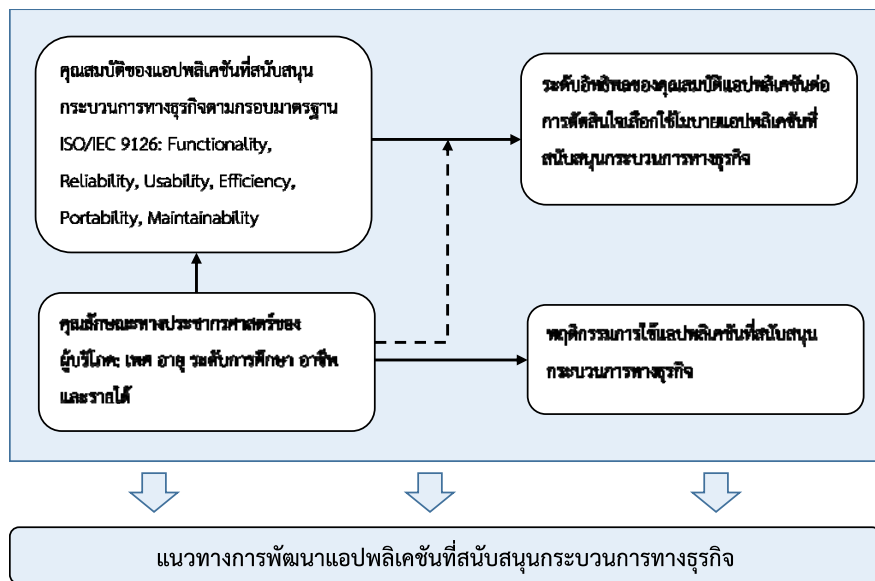 คุณสมบัติของแอปพลิเคชันที่สนับสนุน
กระบวนการทางธุรกิจตามกรอบมาตรฐาน
ISO/IEC 9126: Functionality,
Reliability, Usability, Efficiency,
Portability, Maintainability
ระดับอิทธิพลของคุณสมบัติแอปพลิเคชันต่อ
การตัดสินใจเลือกใช้โมบายแอปพลิเคชันที่
สนับสนุนกระบวนการทางธุรกิจ
คุณลักษณะทางประชากรศาสตร์ของ
ผู้บริโภค: เพศ อายุ ระดับการศึกษา อาชีพ
และรายได้
พฤติกรรมการใช้แอปพลิเคชันที่สนับสนุน
กระบวนการทางธุรกิจ
แนวทางการพัฒนาแอปพลิเคชันที่สนับสนุนกระบวนการทางธุรกิจ